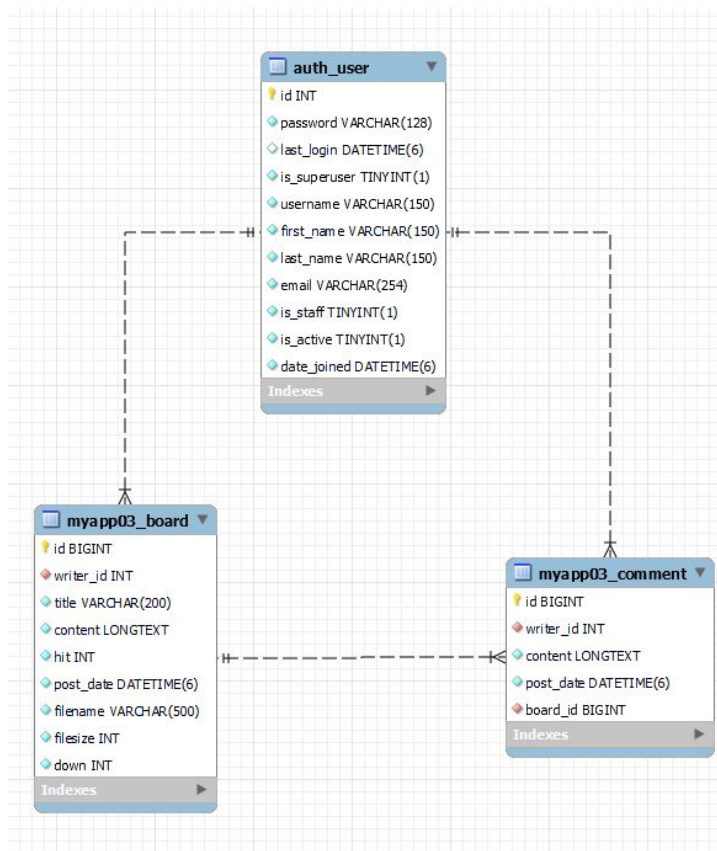 auth_user
id INT
password VARCHAR(128)
last_login DATETIME(6)
is_superuser TINYINT(1)
username VARCHAR(150)
first_name VARCHAR(150)
last_name VARCHAR(150)
email VARCHAR(254)
is_staff TINYINT(1)
is_active TINYINT(1)
date_joined DATETIME(6)
Indexes
myapp03_board
id BIGINT
writer_id INT
title VARCHAR(200)
content LONGTEXT
hit INT
post_date DATETIME(6)
filename VARCHAR(500)
filesize INT
down INT
Indexes
myapp03_comment
id BIGINT
writer_id INT
content LONGTEXT
post_date DATETIME(6)
board_id BIGINT
Indexes